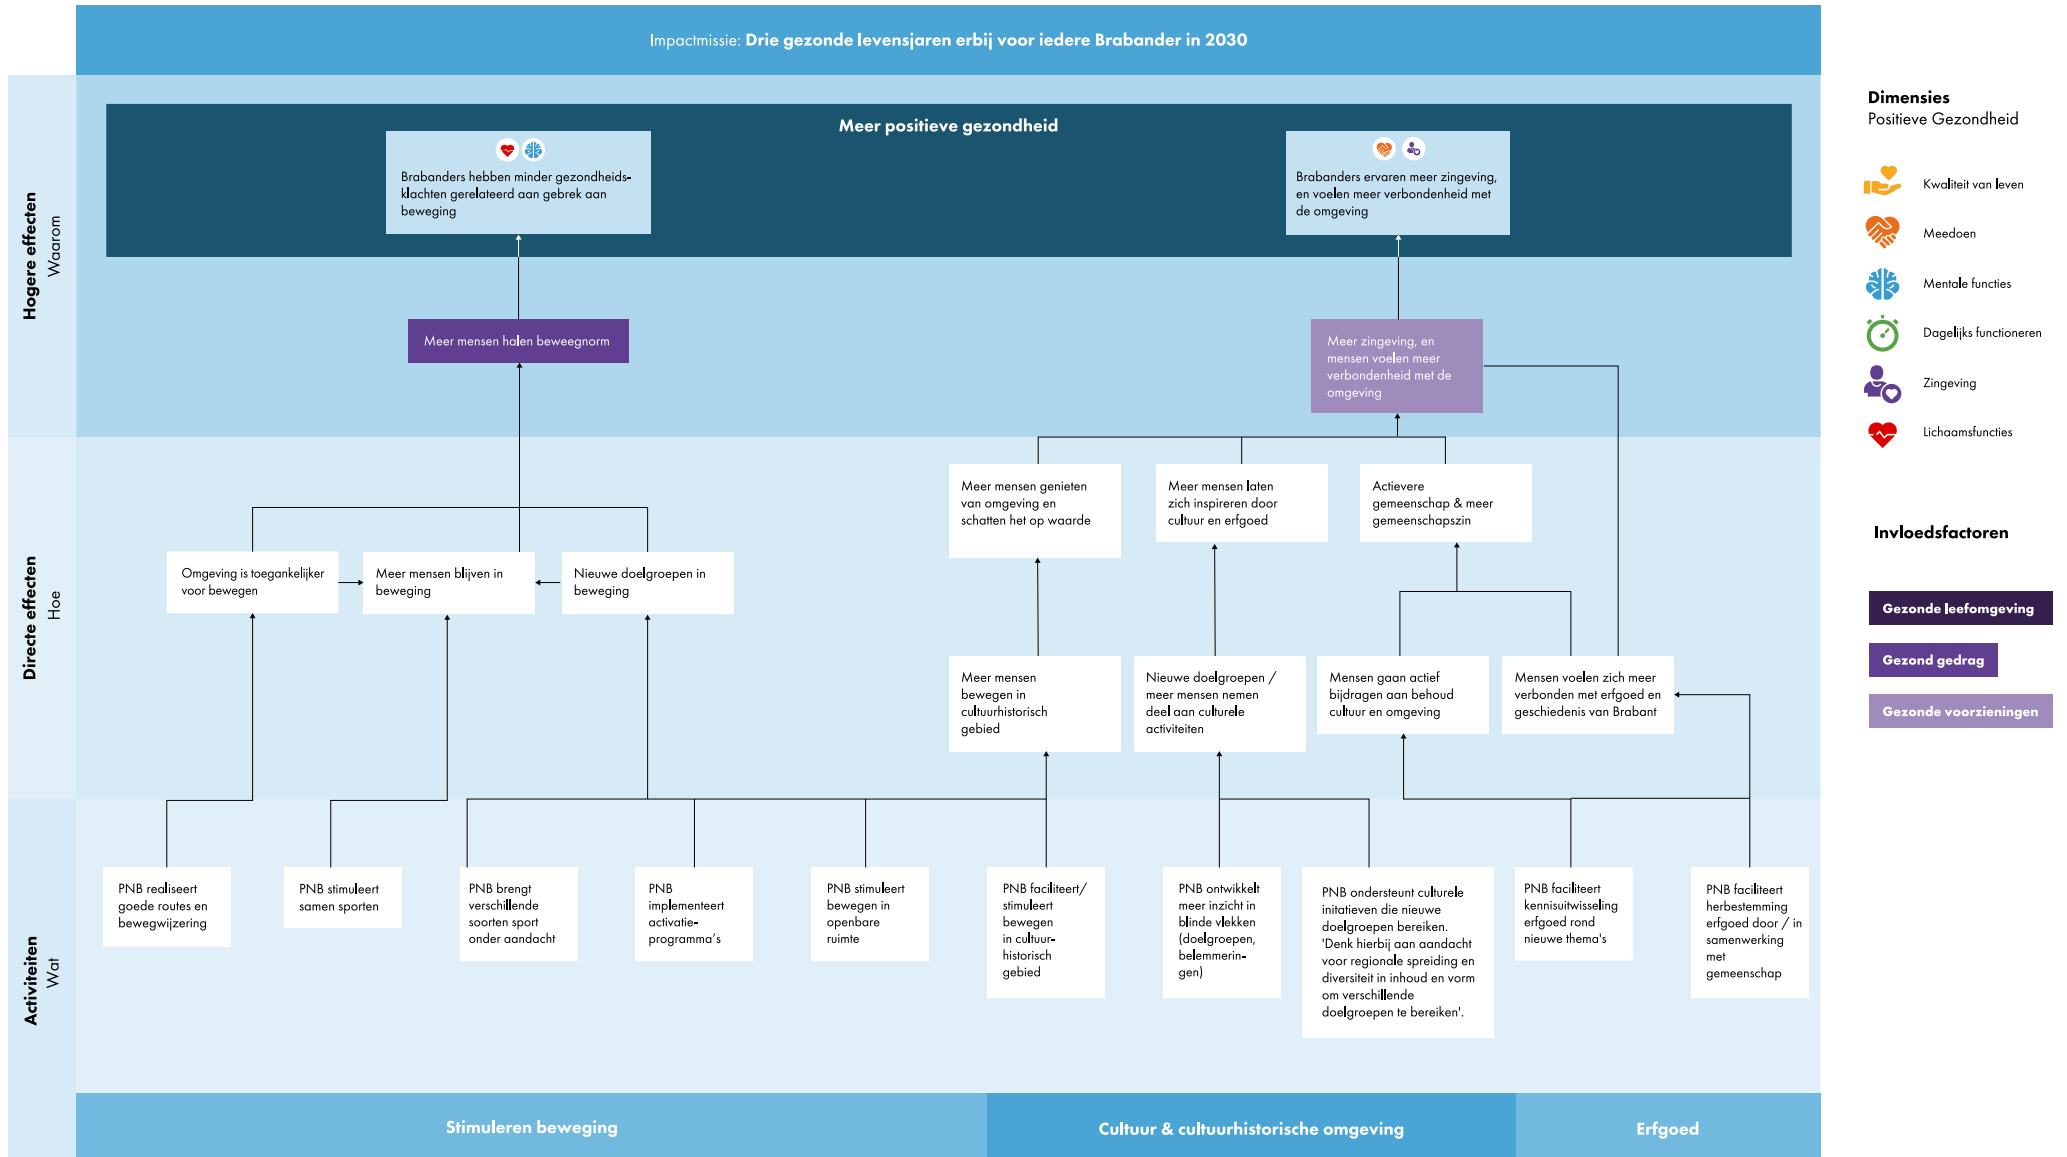 Impactmissie: Drie gezonde levensjaren erbij voor iedere Brabander in 2030
Hogere effecten
Waarom
Meer positieve gezondheid
Brabanders hebben minder gezondheids-
klachten gerelateerd aan gebrek aan
beweging
Brabanders ervaren meer zingeving,
en voelen meer verbondenheid met
de omgeving
Meer mensen halen beweegnorm
Meer zingeving, en
mensen voelen meer
verbondenheid met de
omgeving
Directe effecten
Hoe
Meer mensen genieten
van omgeving en
schatten het op waarde
Meer mensen laten
zich inspireren door
cultuur en erfgoed
Actievere
gemeenschap & meer
gemeenschapszin
Omgeving is toegankelijker
voor bewegen
Meer mensen blijven in
beweging
Nieuwe doelgroepen in
beweging
Meer mensen
bewegen in
cultuurhistorisch
gebied
Nieuwe doelgroepen /
meer mensen nemen
deel aan culturele
activiteiten
Mensen gaan actief
bijdragen aan behoud
cultuur en omgeving
Mensen voelen zich meer
verbonden met erfgoed en
geschiedenis van Brabant
Activiteiten
Wat
PNB realiseert
goede routes en
bewegwijzering
PNB stimuleert
samen sporten
PNB brengt
verschillende
soorten sport
onder aandacht
PNB
implementeert
activatie-
programma's
PNB stimuleert
bewegen in
openbare
ruimte
PNB faciliteert/
stimuleert
bewegen
in cultuur-
historisch
gebied
PNB ontwikkelt
meer inzicht in
blinde vlekken
(doelgroepen,
belemmerin-
gen)
PNB ondersteunt culturele
initatieven die nieuwe
doelgroepen bereiken.
'Denk hierbij aan aandacht
voor regionale spreiding en
diversiteit in inhoud en vorm
om verschillende
doelgroepen te bereiken'.
PNB faciliteert
kennisuitwisseling
erfgoed rond
nieuwe thema's
PNB faciliteert
herbestemming
erfgoed door / in
samenwerking
met
gemeenschap
Stimuleren beweging
Cultuur & cultuurhistorische omgeving
Erfgoed
Dimensies
Positieve Gezondheid
Kwaliteit van leven
Meedoen
Mentale functies
Dagelijks functioneren
Zingeving
Lichaamsfuncties
Invloedsfactoren
Gezonde leefomgeving
Gezond gedrag
Gezonde voorzieningen